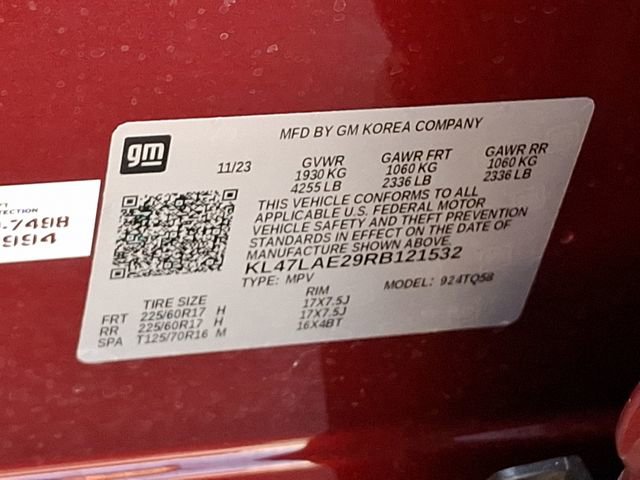 gm
MFD BY GM KOREA COMPANY
11/23
GVWR
1930 KG
4255 LB
GAWR FRT
1060 KG
2336 LB
GAWR RR
1060 KG
2336 LB
THIS VEHICLE CONFORMS TO ALL
APPLICABLE U.S. FEDERAL MOTOR
VEHICLE SAFETY AND THEFT PREVENTION
STANDARDS IN EFFECT ON THE DATE OF
MANUFACTURE SHOWN ABOVE.
KL47LAE29RB121532
TYPE: MPV
MODEL: 924TQ58
TIRE SIZE
RIM
FRT 225/60R17 H 17X7.5J
RR 225/60R17 H 17X7.5J
SPA T125/70R16 M 16X4BT
7498
994